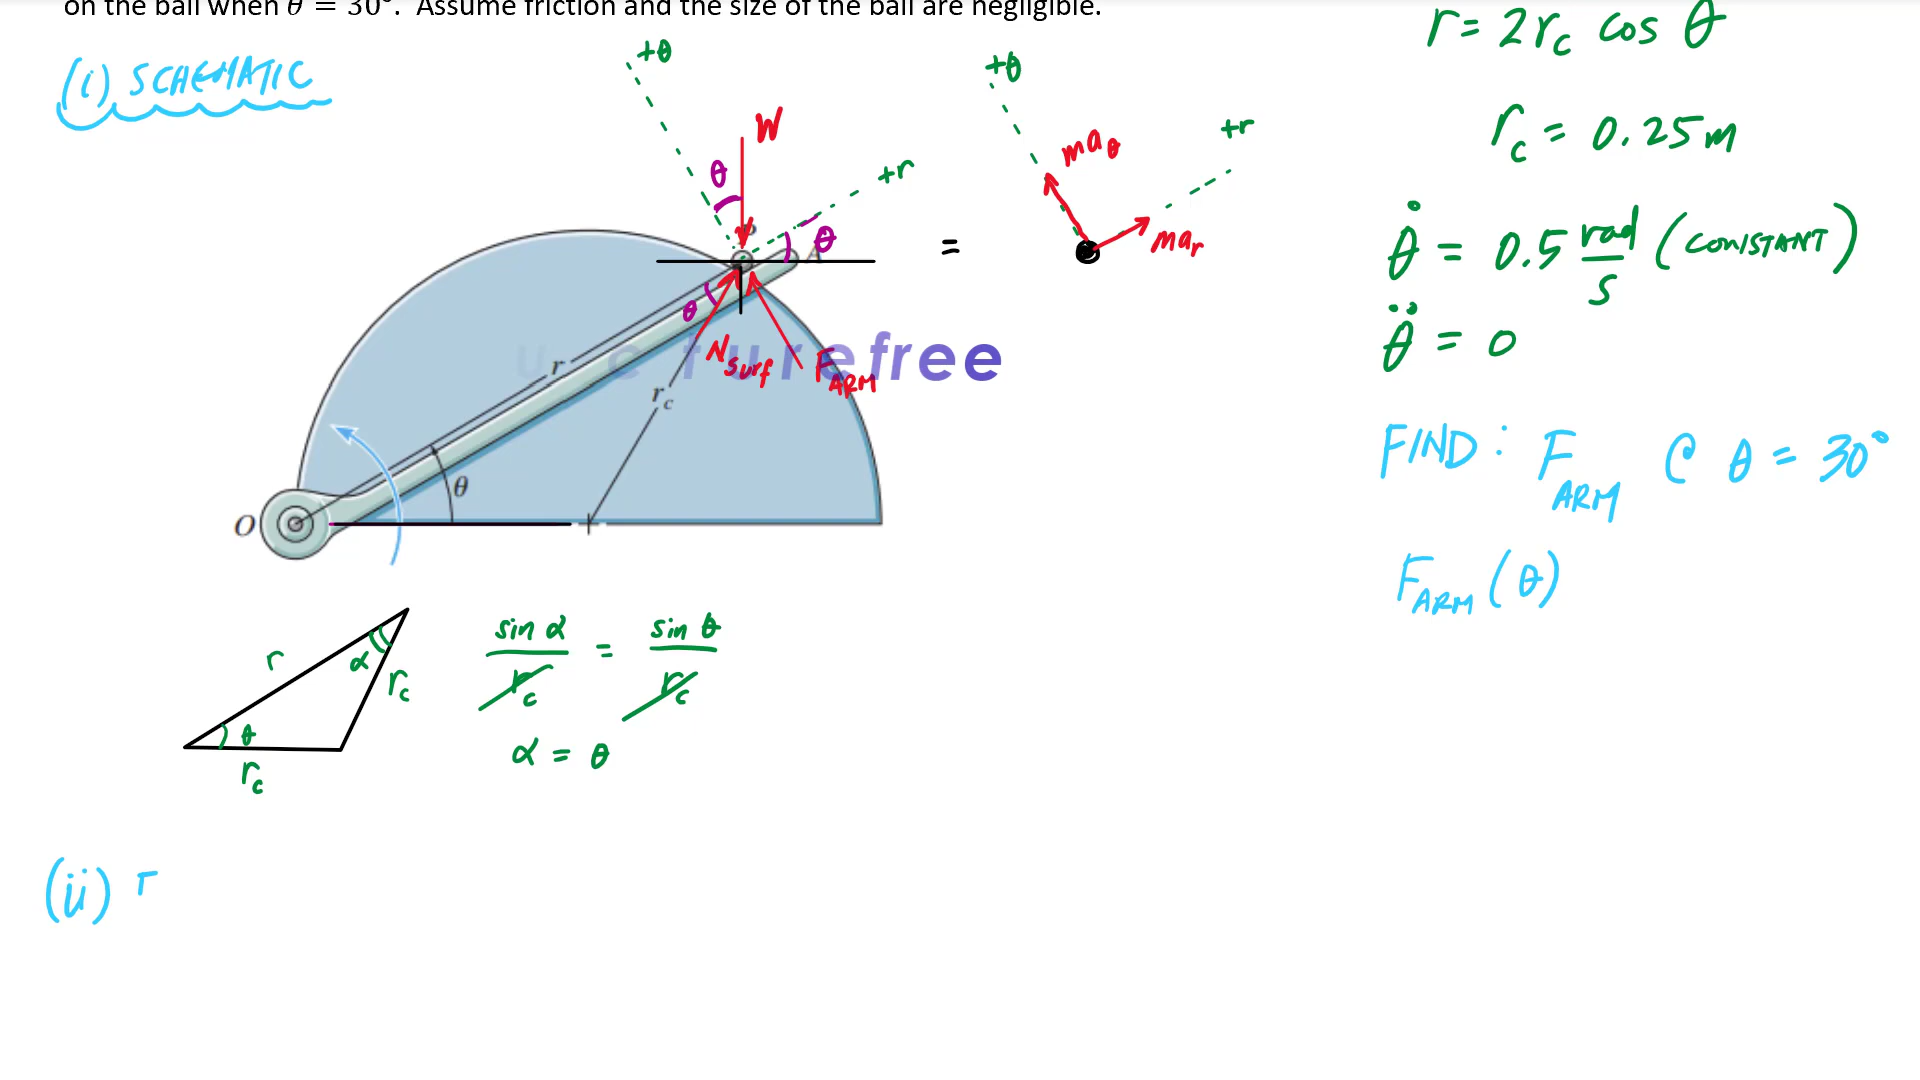 on the ball when θ = 30°. Assume friction and the size of the ball are negligible.
(i) SCHEMATIC
+θ
W
θ
+r
θ
P
A
θ
N_surf
F_ARM
r
r_c
θ
O
=
+θ
ma_θ
+r
ma_r
r = 2r_c cos θ
r_c = 0.25m
θ̇ = 0.5 rad/s (CONSTANT)
θ̈ = 0
FIND: F_ARM @ θ = 30°
F_ARM (θ)
r
α
r_c
θ
r_c
sin α / r_c = sin θ / r_c
α = θ
(ii)